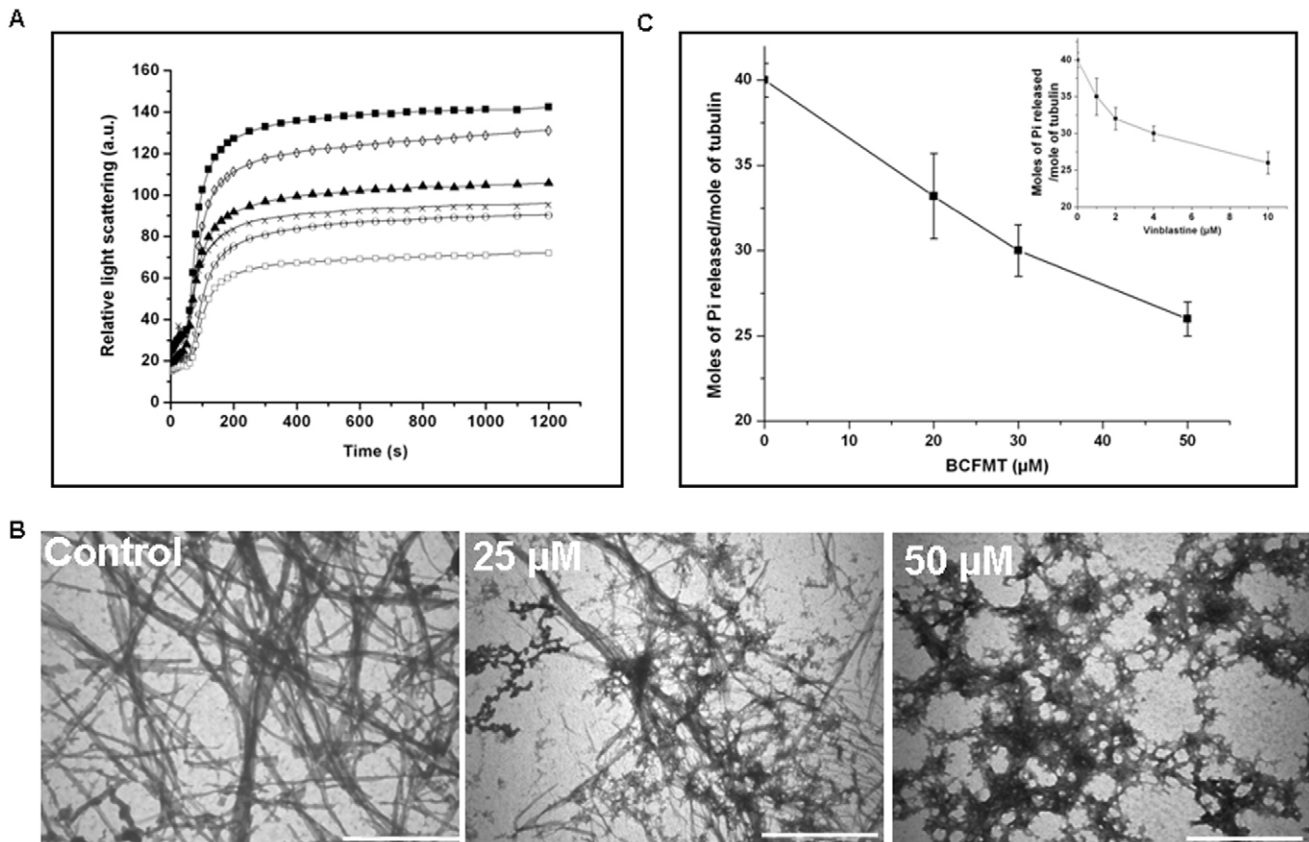 A
160
140
120
100
80
60
40
20
0
Relative light scattering (a.u.)
0 200 400 600 800 1000 1200
Time (s)
C
40
35
30
25
20
Moles of Pi released/mole of tubulin
0 10 20 30 40 50
BCFMT (µM)
40
35
30
25
20
Moles of Pi released
/mole of tubulin
0 2 4 6 8 10
Vinblastine (µM)
B
Control
25 µM
50 µM